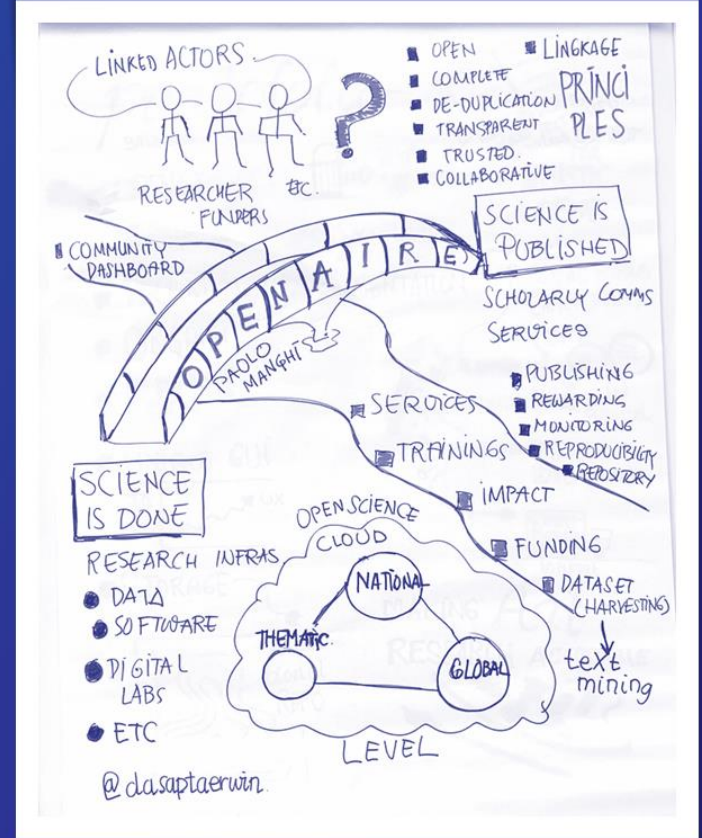 LINKED ACTORS
?
RESEARCHER
FUNDERS
ETC.
OPEN
COMPLETE
DE-DUPLICATION
TRANSPARENT
TRUSTED.
COLLABORATIVE
LINGKAGE
PRINCI
PLES
COMMUNITY
DASHBOARD
OPENAIRE
PAOLO
MANGHI
SCIENCE IS
PUBLISHED
SCHOLARLY COMMS
SERVICES
PUBLISHING
REWARDING
MONITORING
REPRODUCIBILTY
REPOSITORY
SERVICES
TRAININGS
IMPACT
FUNDING
DATASET
(HARVESTING)
text
mining
SCIENCE
IS DONE
RESEARCH INFRAS
DATA
SOFTWARE
DIGITAL
LABS
ETC
OPEN SCIENCE
CLOUD
NATIONAL
THEMATIC.
GLOBAL
LEVEL
@dasaptaerwin.